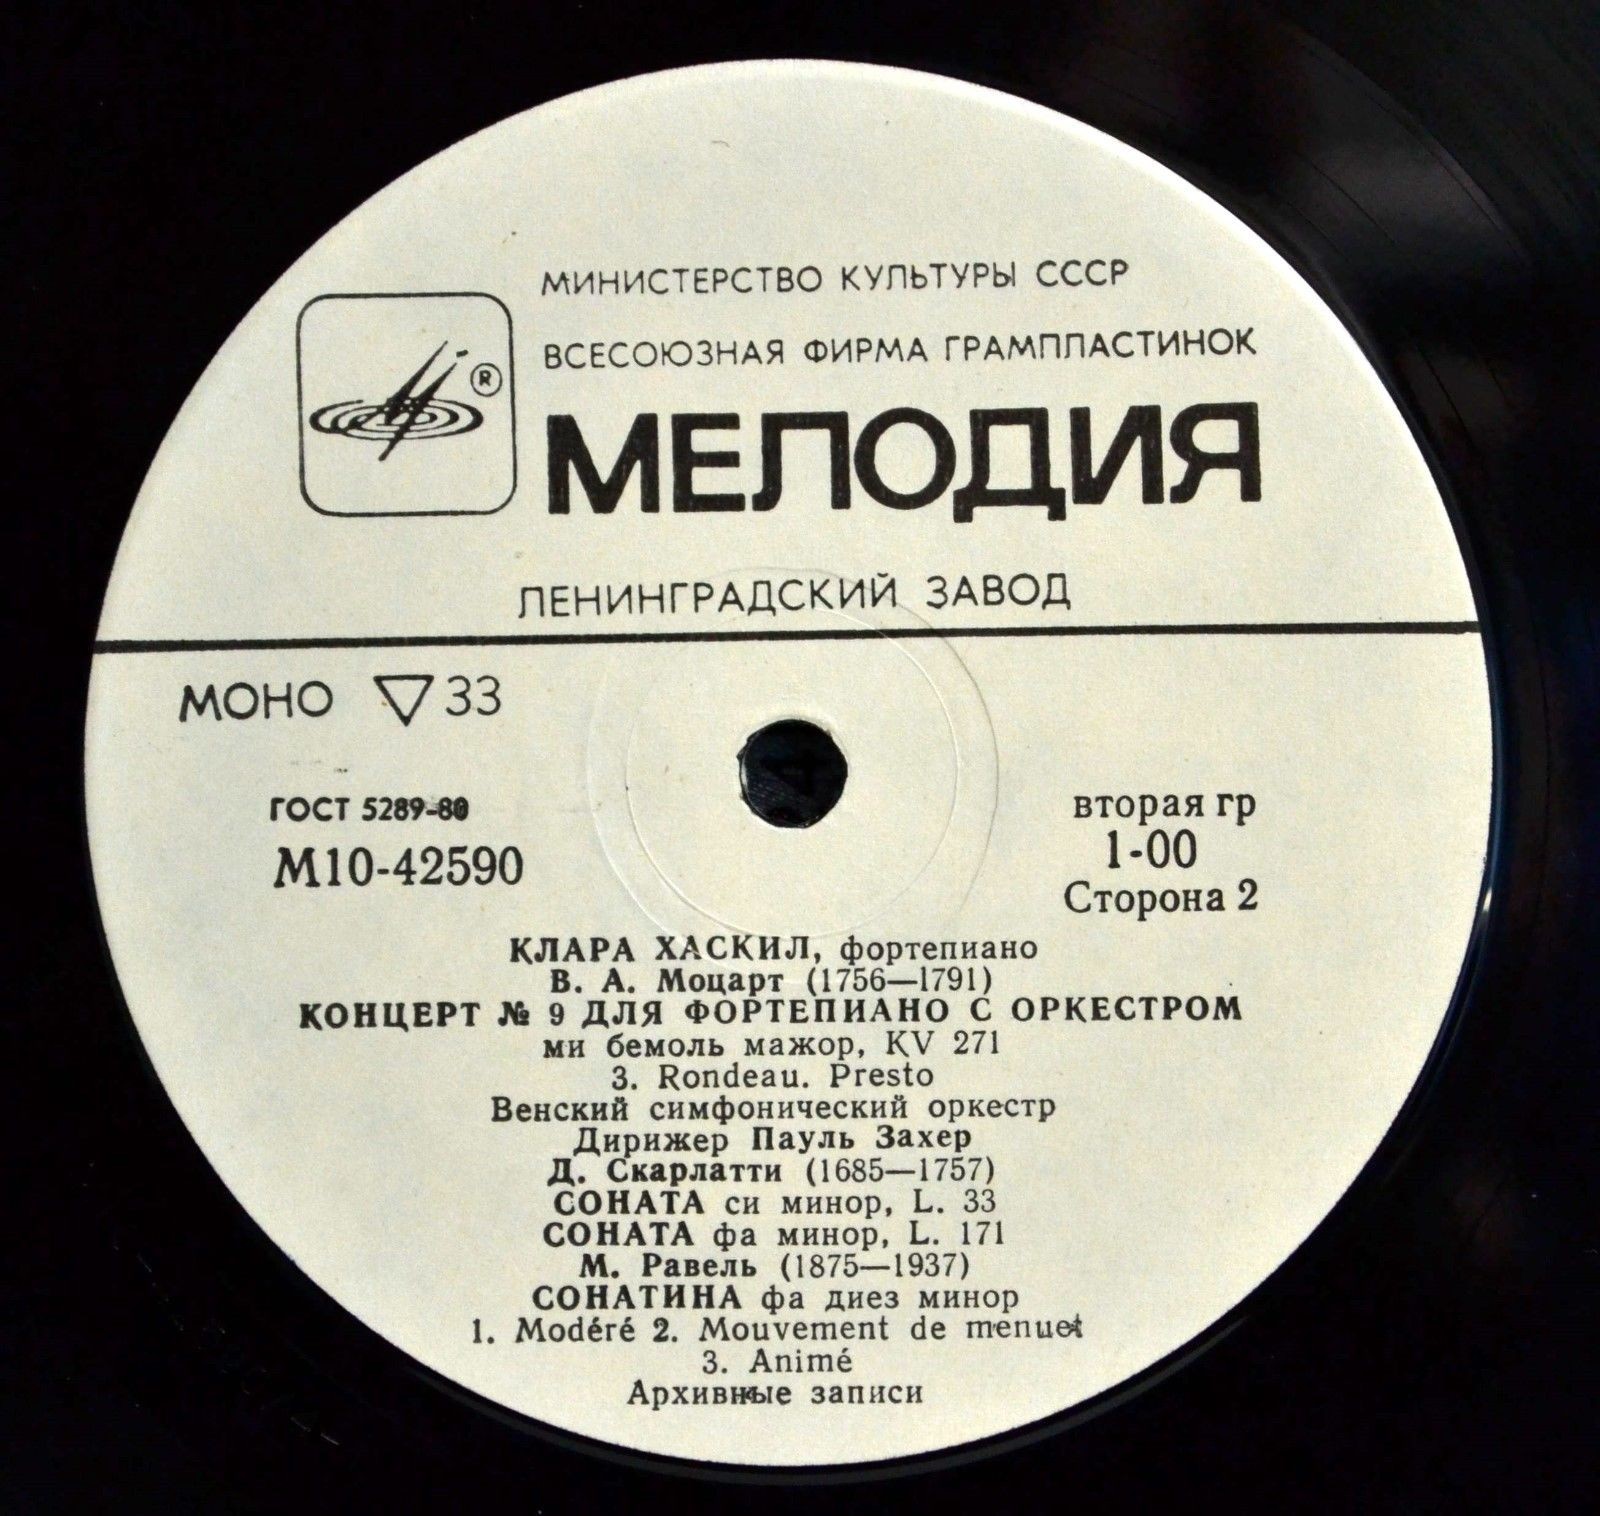 МИНИСТЕРСТВО КУЛЬТУРЫ СССР
ВСЕСОЮЗНАЯ ФИРМА ГРАМПЛАСТИНОК
®
МЕЛОДИЯ
ЛЕНИНГРАДСКИЙ ЗАВОД
МОНО ▽ 33
ГОСТ 5289-80
М10-42590
вторая гр
1-00
Сторона 2
КЛАРА ХАСКИЛ, фортепиано
В. А. Моцарт (1756—1791)
КОНЦЕРТ № 9 ДЛЯ ФОРТЕПИАНО С ОРКЕСТРОМ
ми бемоль мажор, KV 271
3. Rondeau. Presto
Венский симфонический оркестр
Дирижер Пауль Захер
Д. Скарлатти (1685—1757)
СОНАТА си минор, L. 33
СОНАТА фа минор, L. 171
М. Равель (1875—1937)
СОНАТИНА фа диез минор
1. Modéré 2. Mouvement de menuet
3. Animé
Архивные записи